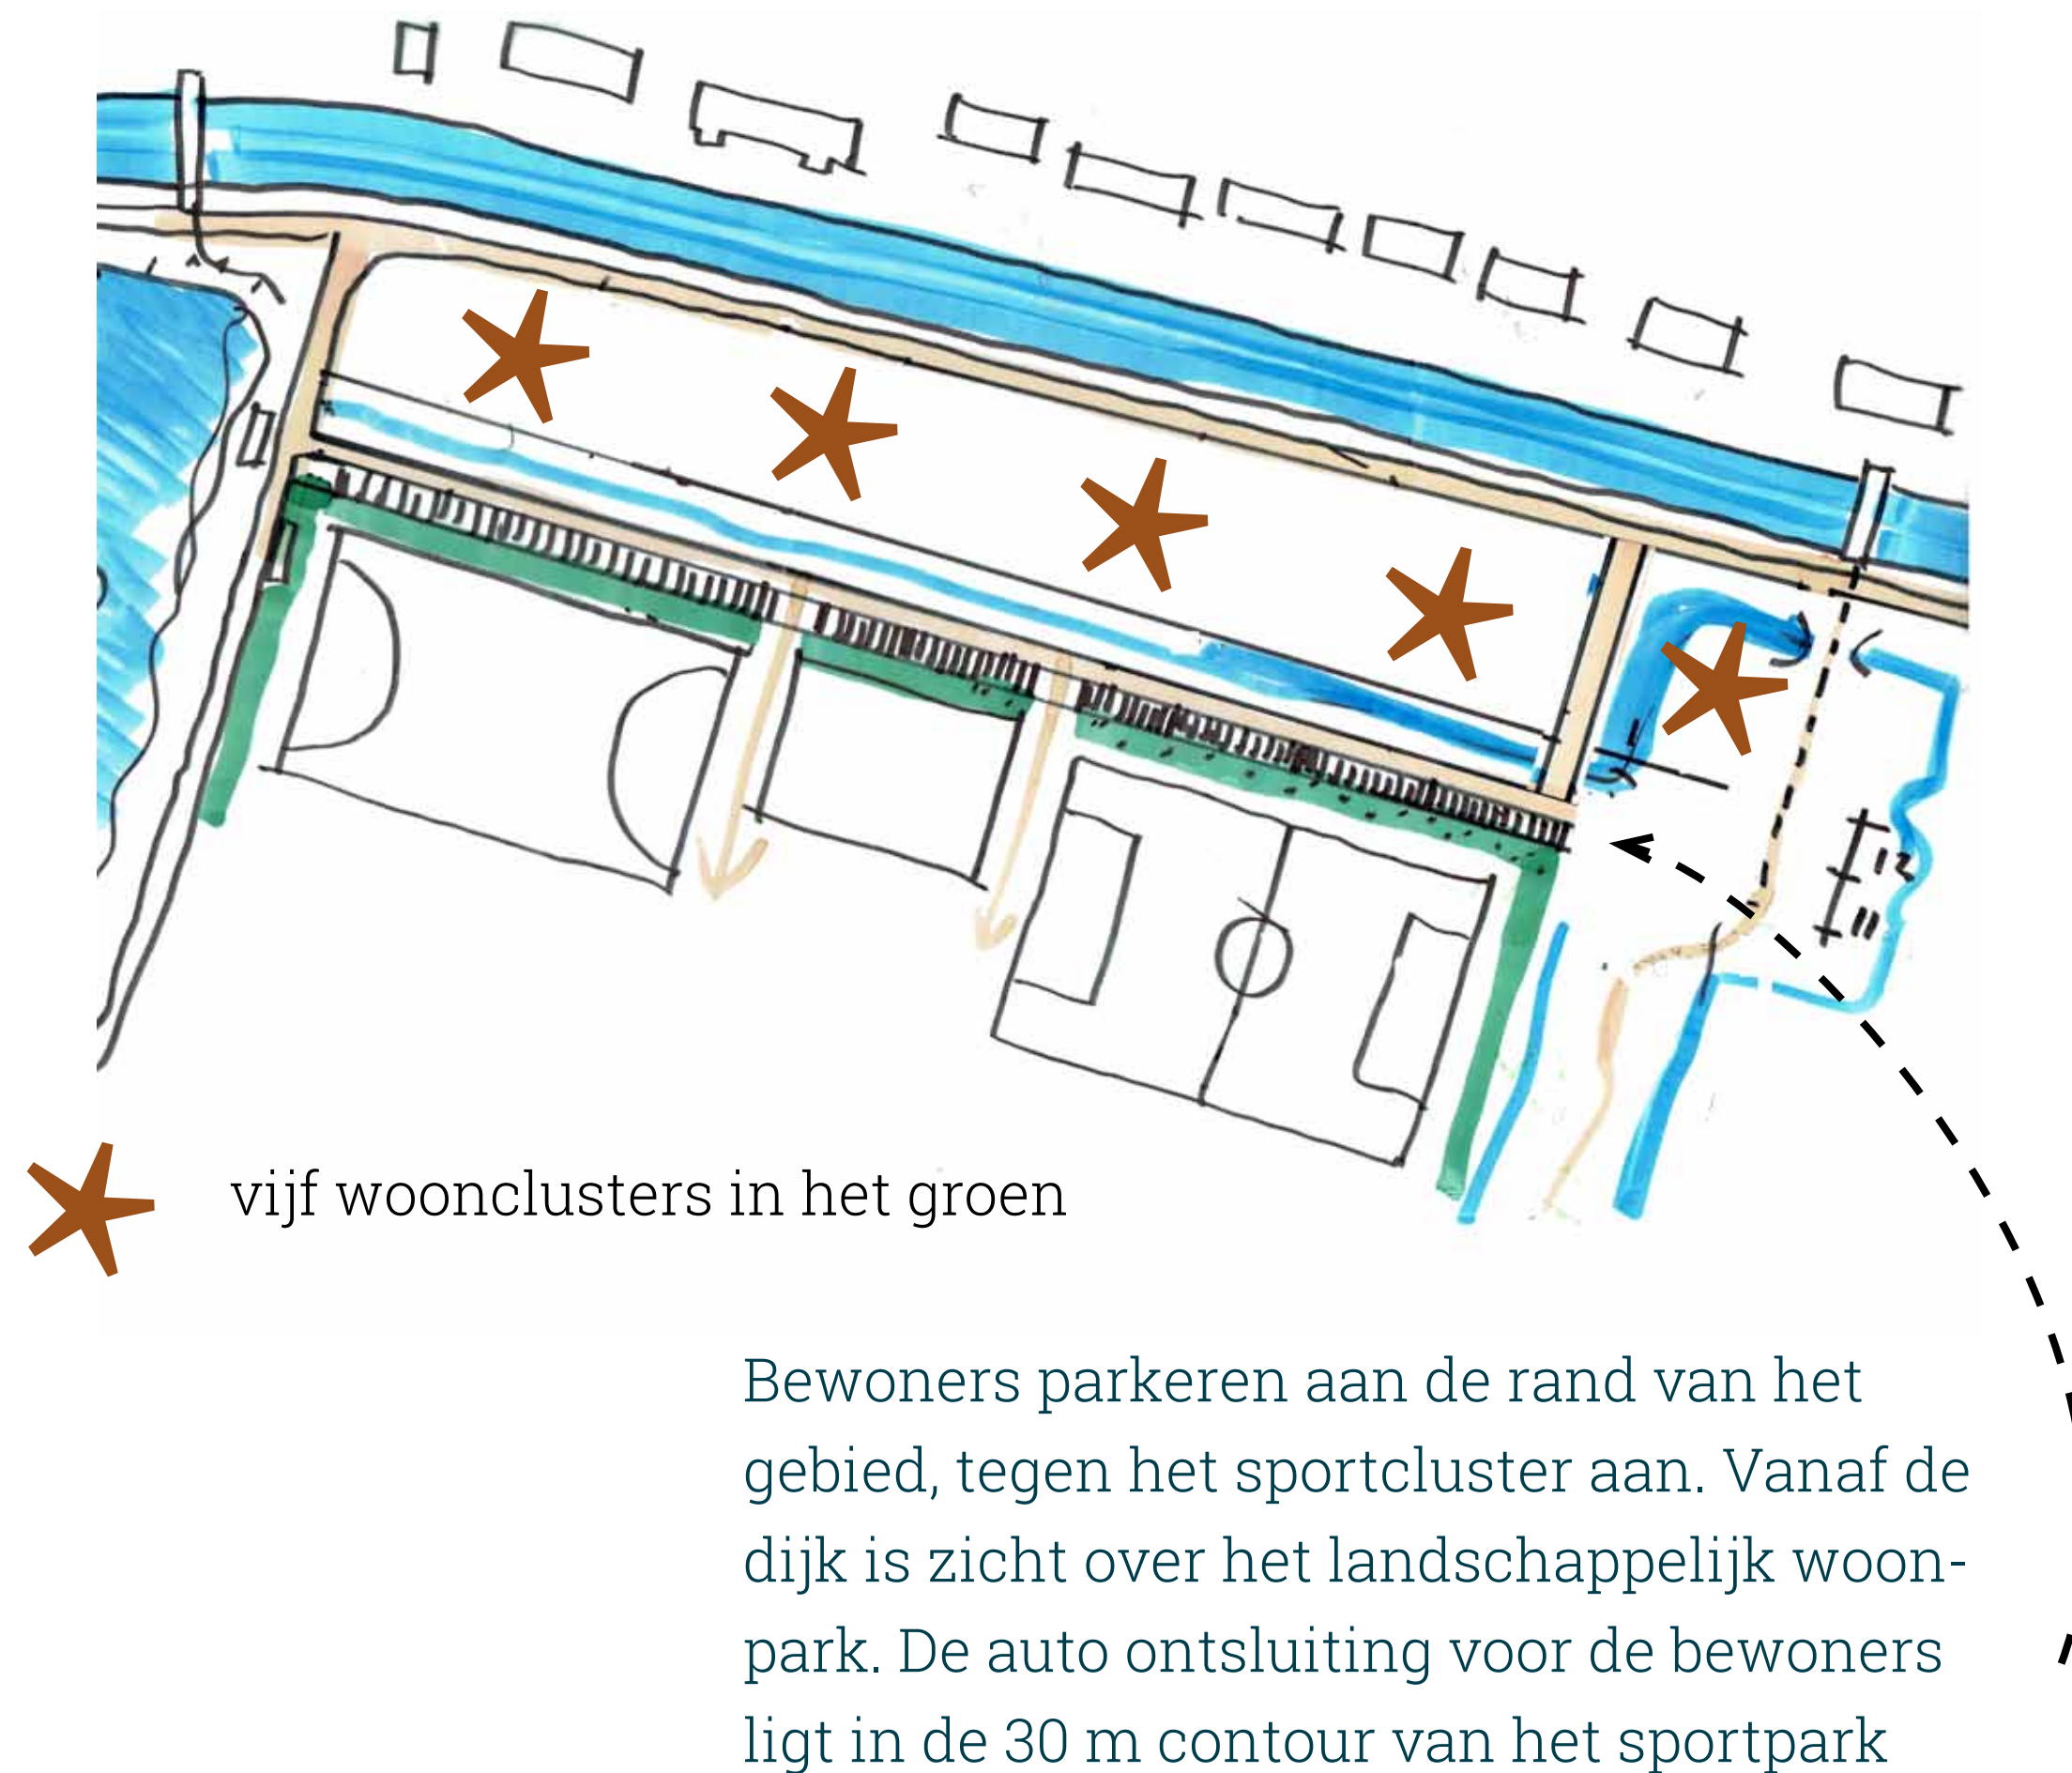 12
11
vijf woonclusters in het groen
Bewoners parkeren aan de rand van het
gebied, tegen het sportcluster aan. Vanaf de
dijk is zicht over het landschappelijk woon-
park. De auto ontsluiting voor de bewoners
ligt in de 30 m contour van het sportpark